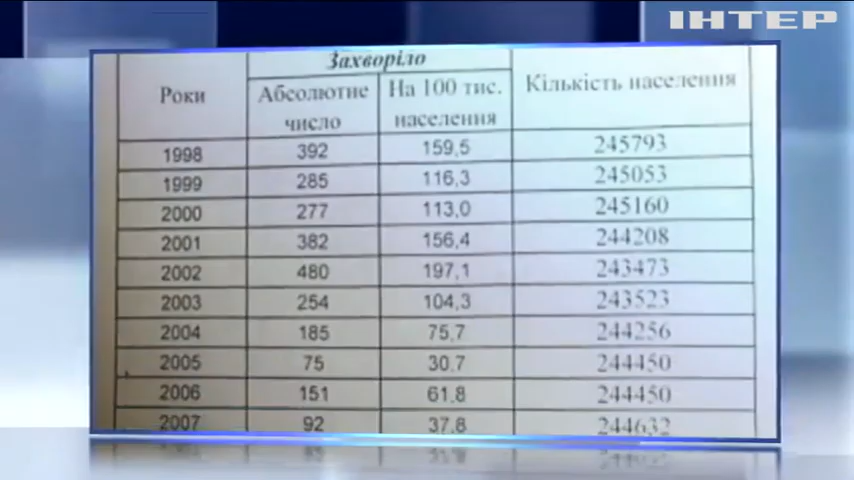 ІНТЕР
Захворіло
Роки
Абсолютне число
На 100 тис. населення
Кількість населення
1998 392 159,5 245793
1999 285 116,3 245053
2000 277 113,0 245160
2001 382 156,4 244208
2002 480 197,1 243473
2003 254 104,3 243523
2004 185 75,7 244256
2005 75 30,7 244450
2006 151 61,8 244450
2007 92 37,8 244632